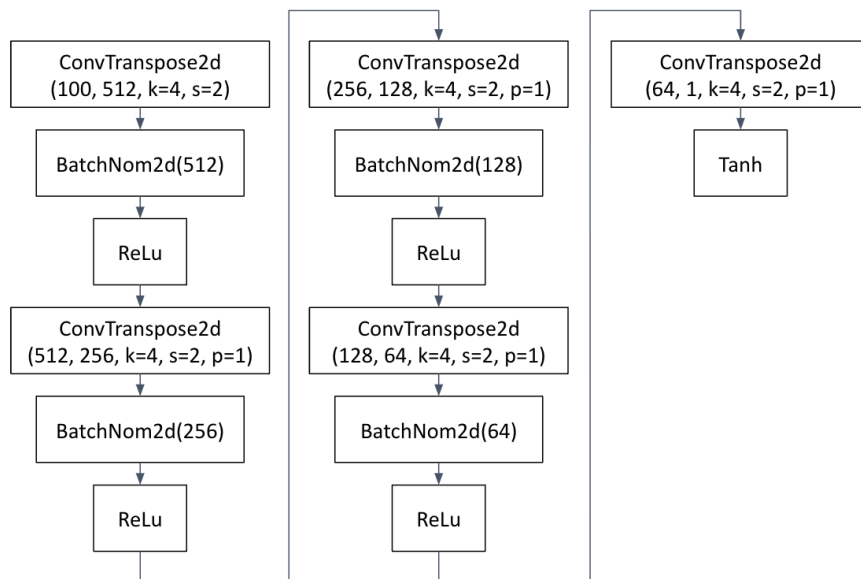 ConvTranspose2d
(100, 512, k=4, s=2)
BatchNom2d(512)
ReLu
ConvTranspose2d
(512, 256, k=4, s=2, p=1)
BatchNom2d(256)
ReLu
ConvTranspose2d
(256, 128, k=4, s=2, p=1)
BatchNom2d(128)
ReLu
ConvTranspose2d
(128, 64, k=4, s=2, p=1)
BatchNom2d(64)
ReLu
ConvTranspose2d
(64, 1, k=4, s=2, p=1)
Tanh